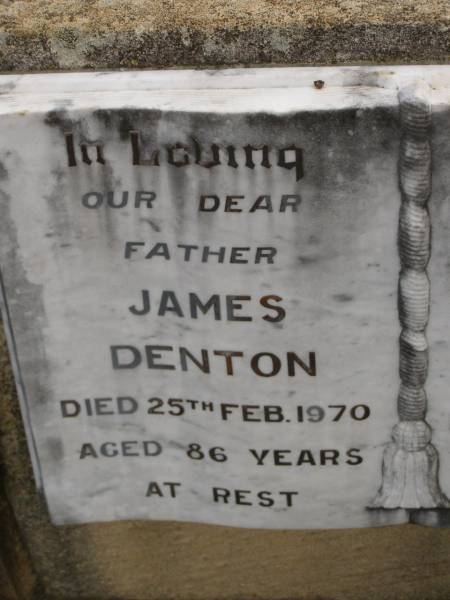 In Loving
OUR DEAR
FATHER
JAMES
DENTON
DIED 25TH FEB. 1970
AGED 86 YEARS
AT REST